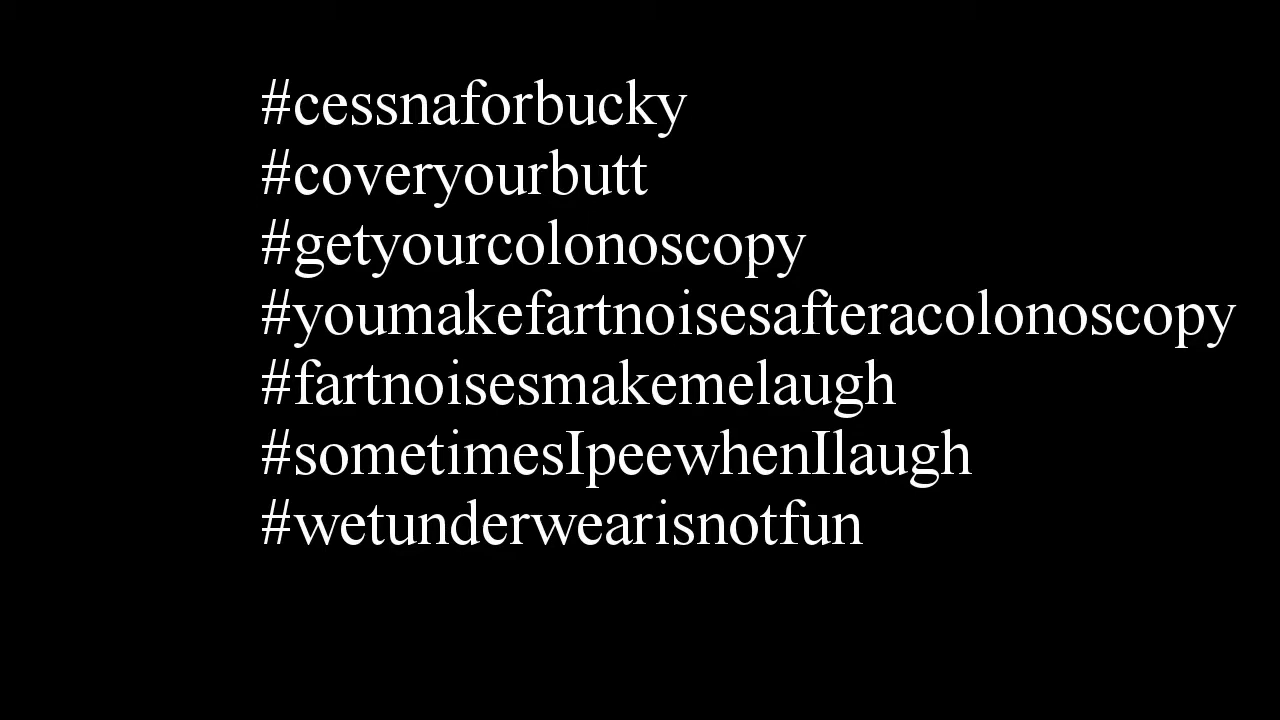 #cessnaforbucky
#coveryourbutt
#getyourcolonoscopy
#youmakefartnoisesafteracolonoscopy
#fartnoisesmakemelaugh
#sometimesIpeewhenIlaugh
#wetunderwearisnotfun